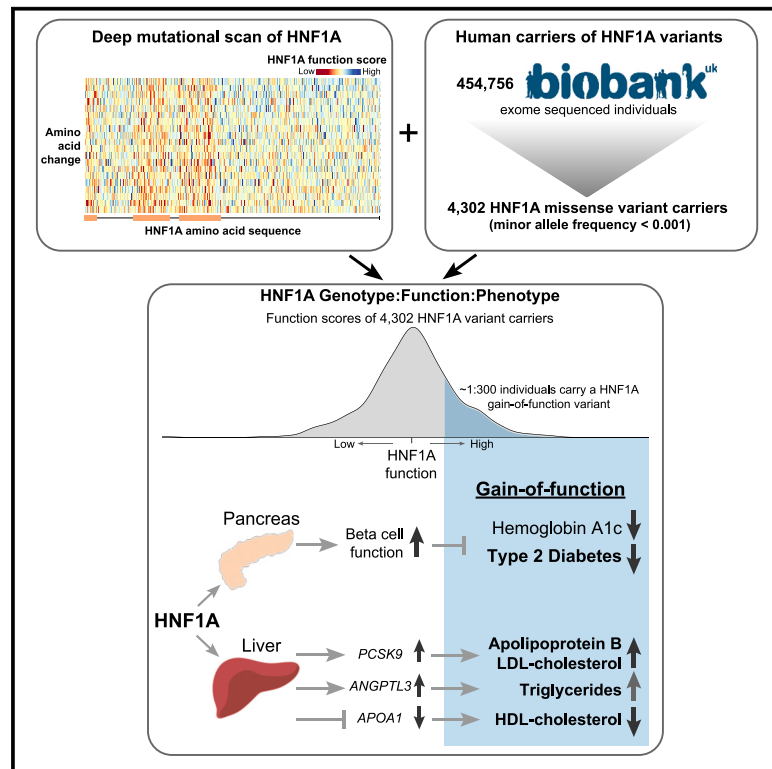 Deep mutational scan of HNF1A
HNF1A function score
Low High
Amino
acid
change
HNF1A amino acid sequence
+
Human carriers of HNF1A variants
454,756 biobank uk
exome sequenced individuals
4,302 HNF1A missense variant carriers
(minor allele frequency < 0.001)
HNF1A Genotype:Function:Phenotype
Function scores of 4,302 HNF1A variant carriers
~1:300 individuals carry a HNF1A
gain-of-function variant
Low High
HNF1A
function
Gain-of-function
Pancreas
Beta cell
function
Hemoglobin A1c
Type 2 Diabetes
HNF1A
Liver
PCSK9
Apolipoprotein B
LDL-cholesterol
ANGPTL3
Triglycerides
APOA1
HDL-cholesterol